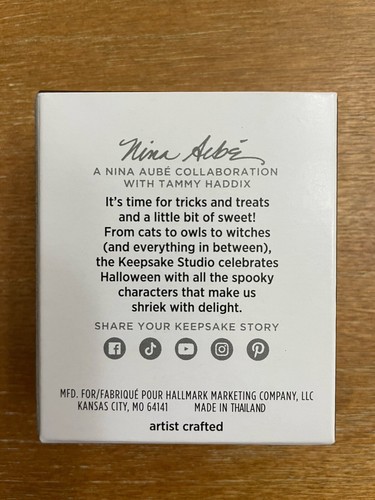 Nina Aubé
A NINA AUBÉ COLLABORATION
WITH TAMMY HADDIX
It's time for tricks and treats
and a little bit of sweet!
From cats to owls to witches
(and everything in between),
the Keepsake Studio celebrates
Halloween with all the spooky
characters that make us
shriek with delight.
SHARE YOUR KEEPSAKE STORY
MFD. FOR/FABRIQUÉ POUR HALLMARK MARKETING COMPANY, LLC
KANSAS CITY, MO 64141 MADE IN THAILAND
artist crafted